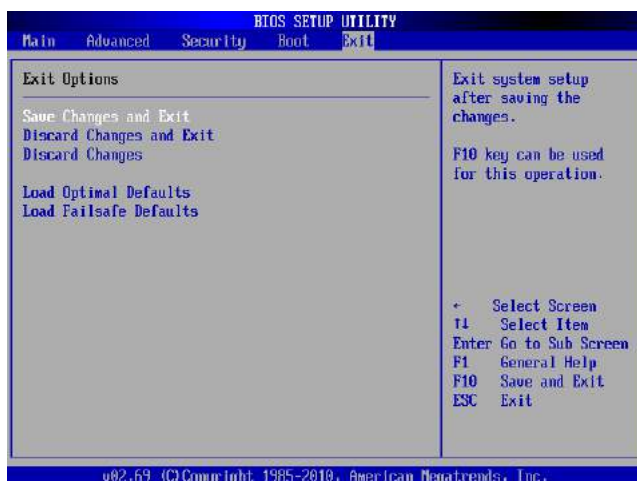 BIOS SETUP UTILITY
Main Advanced Security Boot Exit
Exit Options
Save Changes and Exit
Discard Changes and Exit
Discard Changes
Load Optimal Defaults
Load Failsafe Defaults
Exit system setup
after saving the
changes.
F10 key can be used
for this operation.
← Select Screen
↑↓ Select Item
Enter Go to Sub Screen
F1 General Help
F10 Save and Exit
ESC Exit
v02.69 (C)Copyright 1985-2010, American Megatrends, Inc.